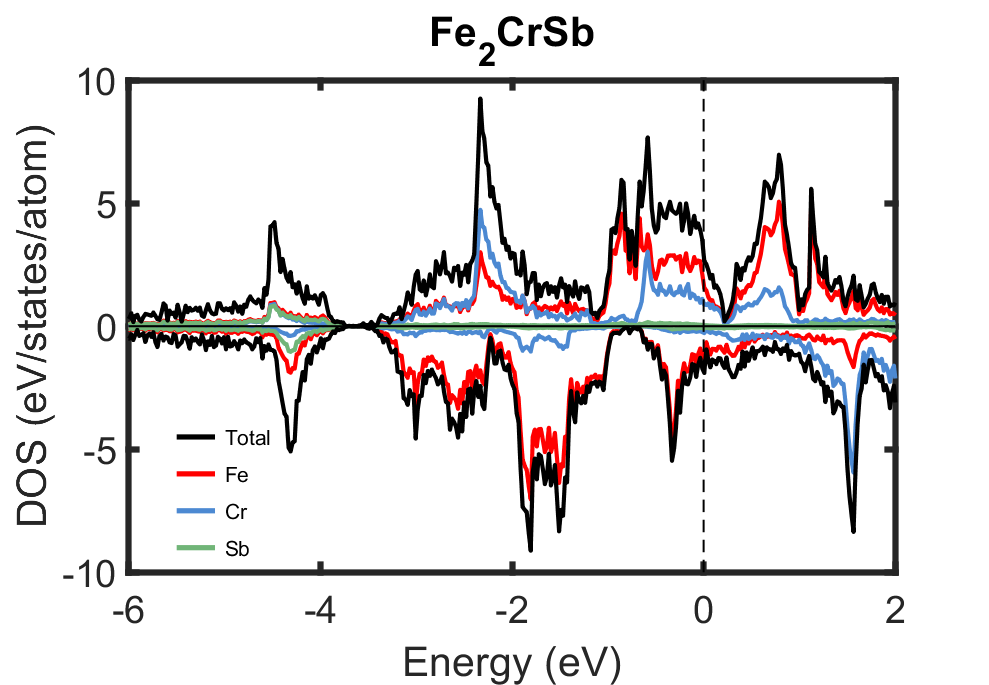 Fe₂CrSb
DOS (eV/states/atom)
10
5
0
-5
-10
Total
Fe
Cr
Sb
-6 -4 -2 0 2
Energy (eV)